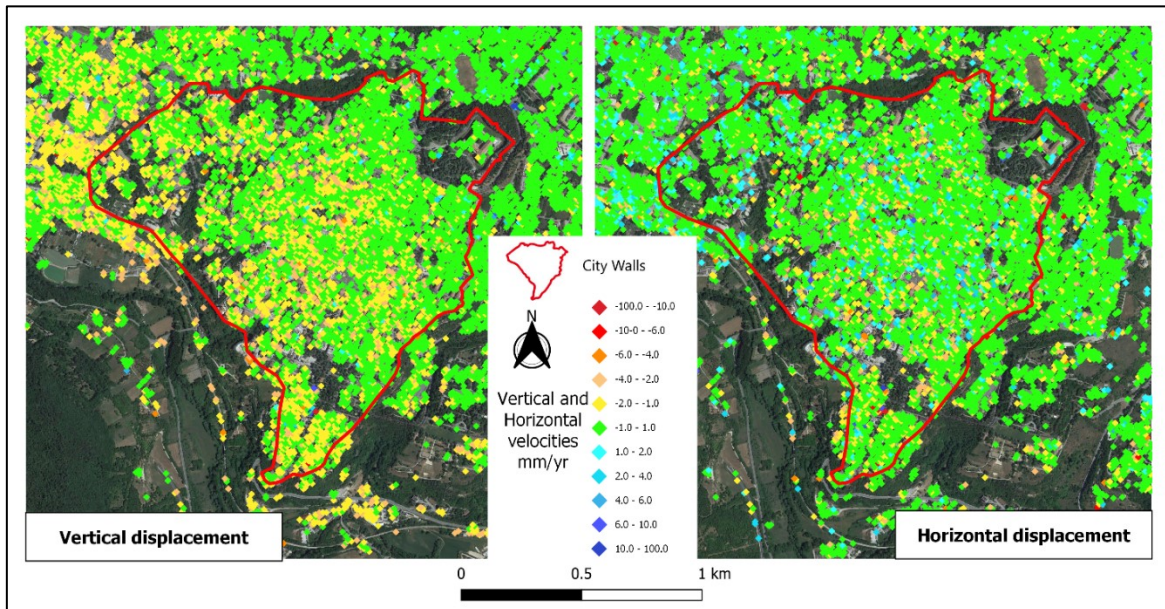 City Walls
N
Vertical and
Horizontal
velocities
mm/yr
-100.0 - -10.0
-10-0 - -6.0
-6.0 - -4.0
-4.0 - -2.0
-2.0 - -1.0
-1.0 - 1.0
1.0 - 2.0
2.0 - 4.0
4.0 - 6.0
6.0 - 10.0
10.0 - 100.0
Vertical displacement
Horizontal displacement
0 0.5 1 km